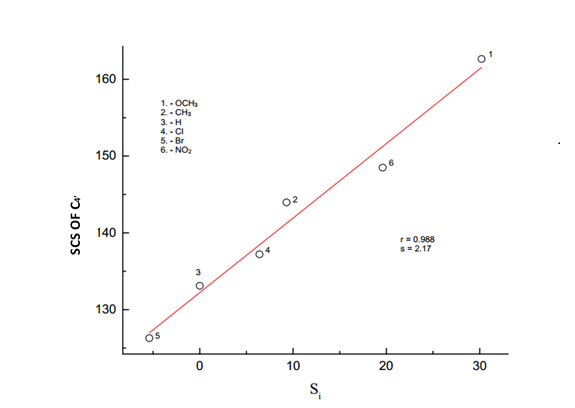 1
160
1. - OCH₃
2. - CH₃
3. - H
4. - Cl
5. - Br
6. - NO₂
150
6
2
SCS OF C₄'
140
r = 0.988
s = 2.17
4
3
130
5
0
10
20
30
Sᵢ